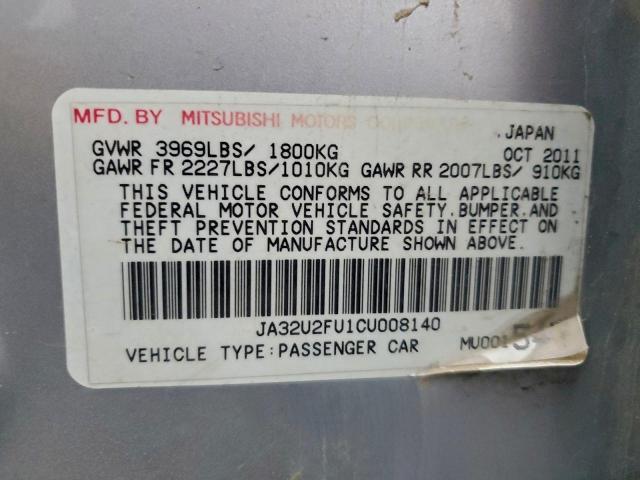 MFD. BY MITSUBISHI MOTORS CORPORATION
JAPAN
GVWR 3969LBS/ 1800KG OCT 2011
GAWR FR 2227LBS/1010KG GAWR RR 2007LBS/ 910KG
THIS VEHICLE CONFORMS TO ALL APPLICABLE
FEDERAL MOTOR VEHICLE SAFETY.BUMPER.AND
THEFT PREVENTION STANDARDS IN EFFECT ON
THE DATE OF MANUFACTURE SHOWN ABOVE.
JA32U2FU1CU008140
VEHICLE TYPE:PASSENGER CAR